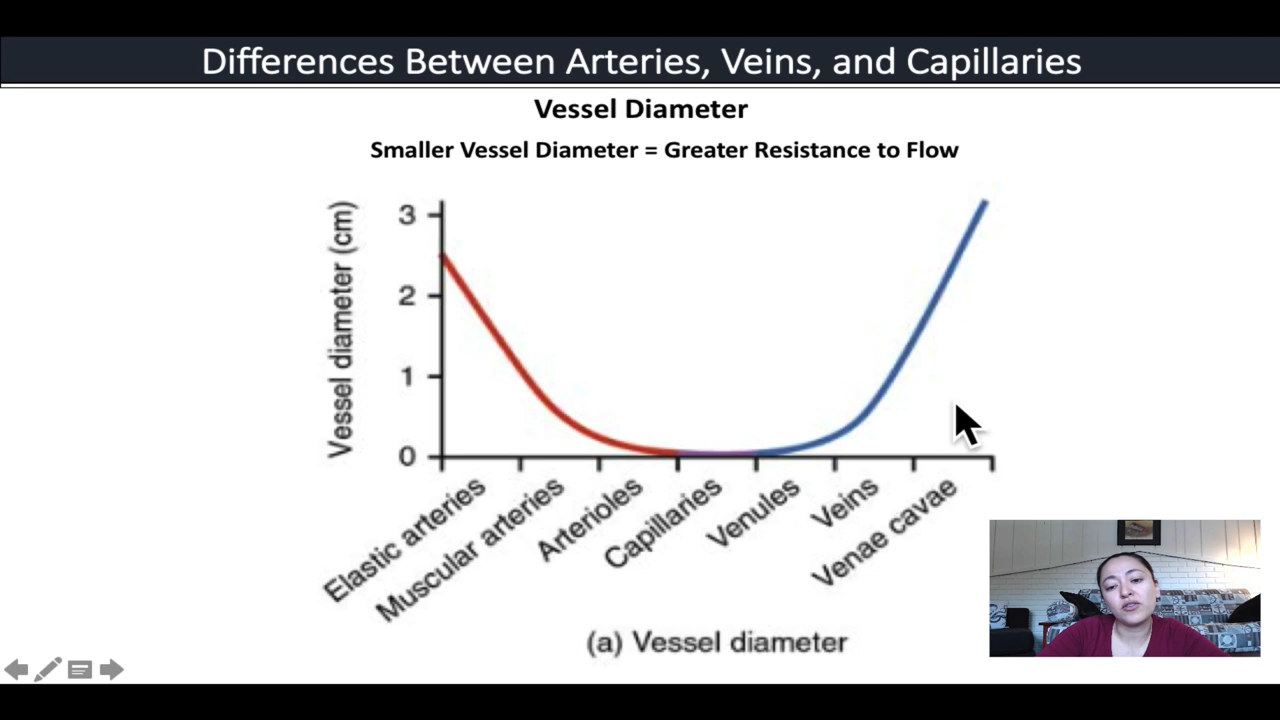 Differences Between Arteries, Veins, and Capillaries
Vessel Diameter
Smaller Vessel Diameter = Greater Resistance to Flow
Vessel diameter (cm)
3
2
1
0
Elastic arteries
Muscular arteries
Arterioles
Capillaries
Venules
Veins
Venae cavae
(a) Vessel diameter